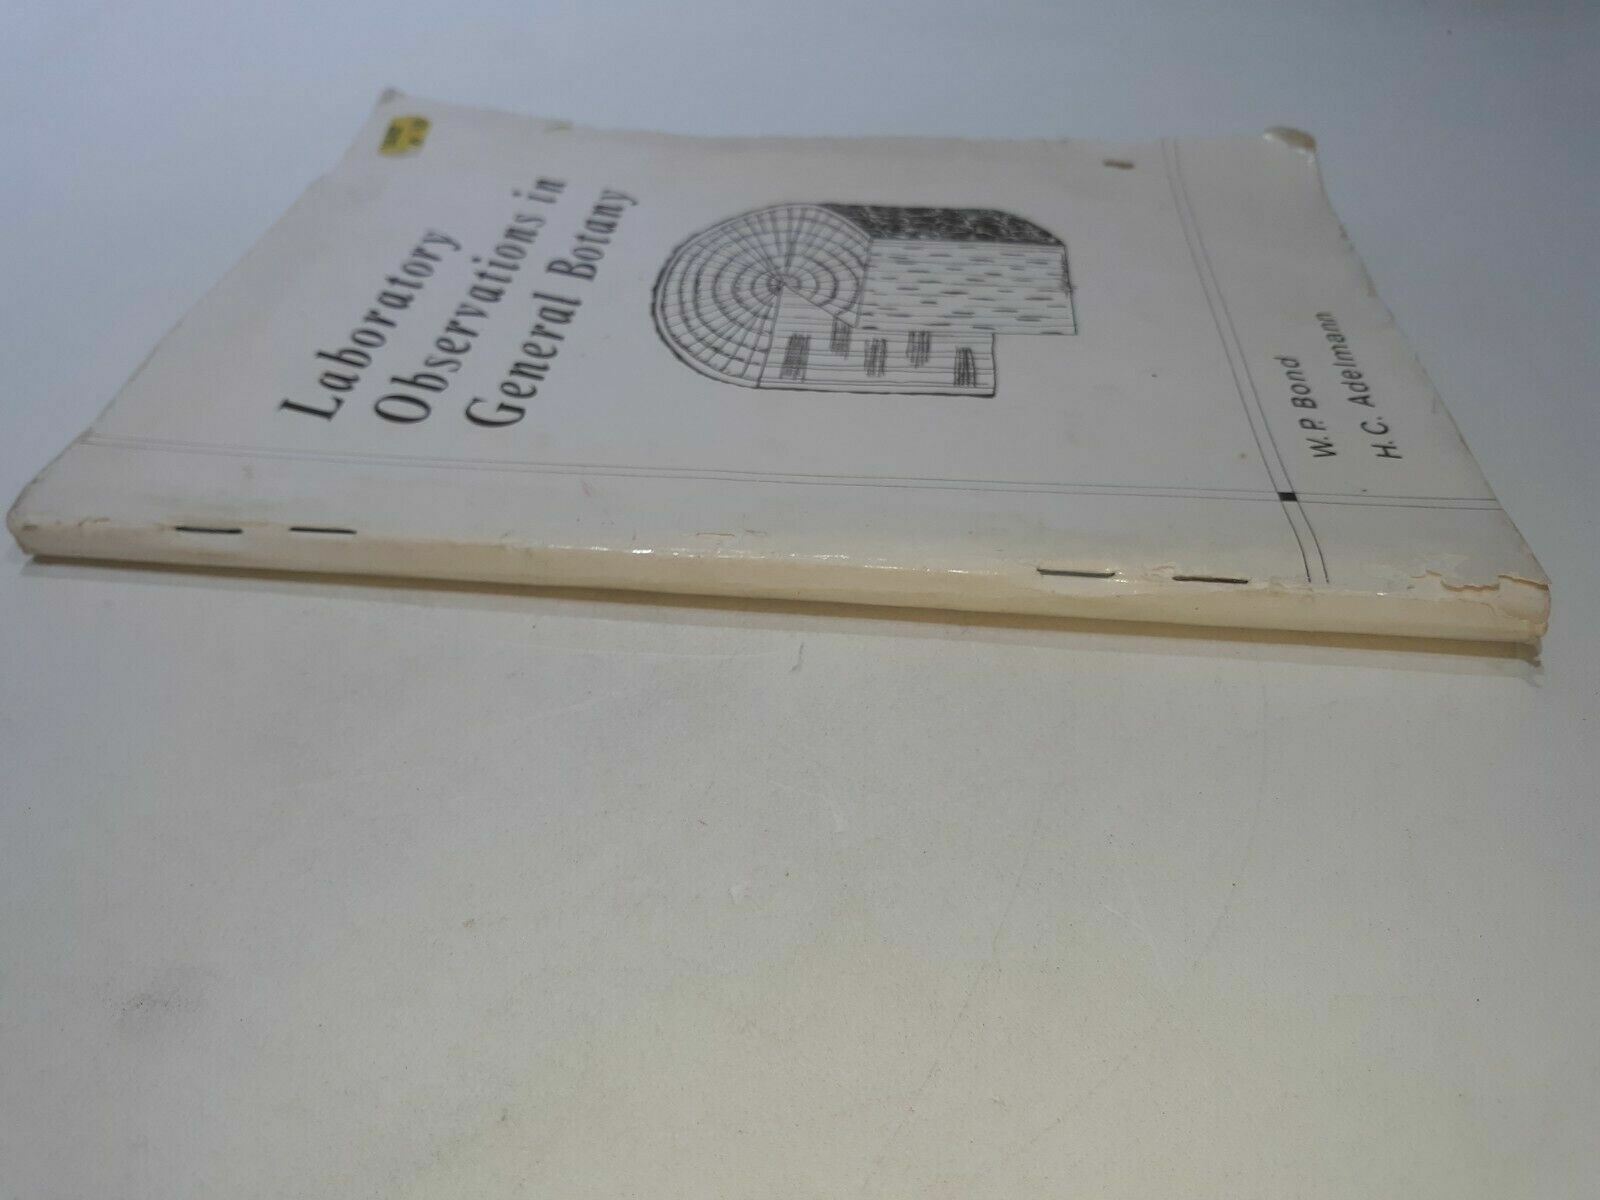 Laboratory
Observations in
General Botany
W. P. Bond
H. C. Adelmann